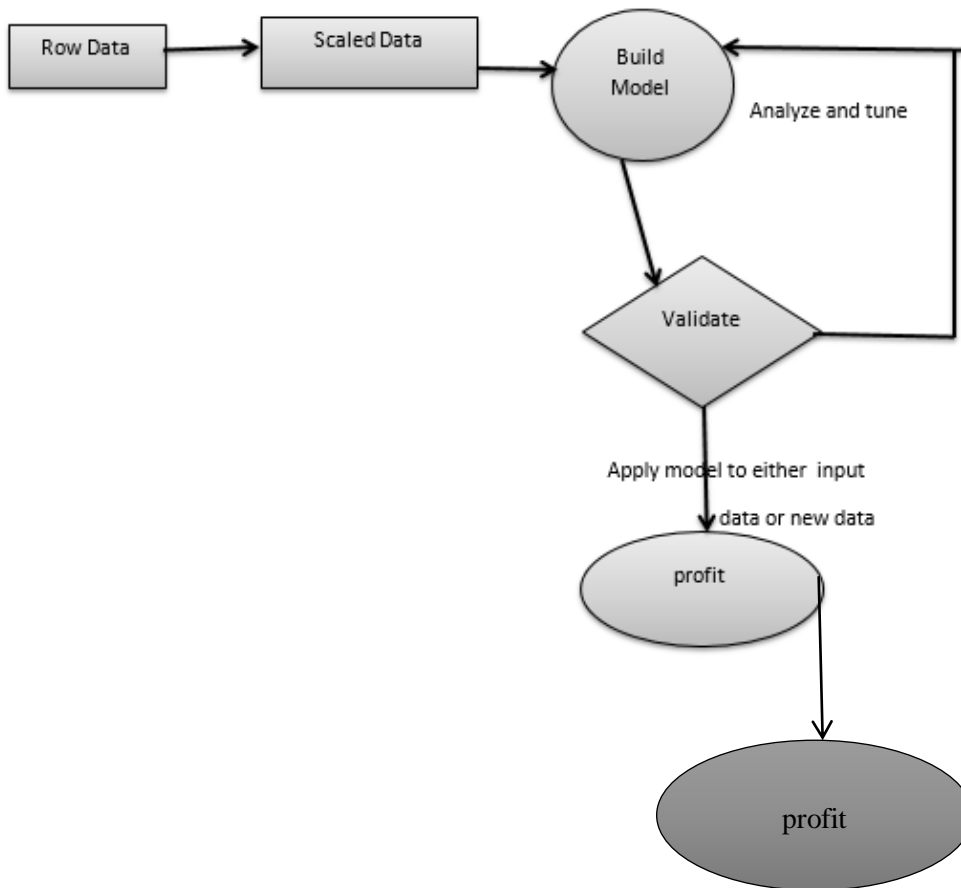 Row Data
Scaled Data
Build
Model
Analyze and tune
Validate
Apply model to either input
data or new data
profit
profit